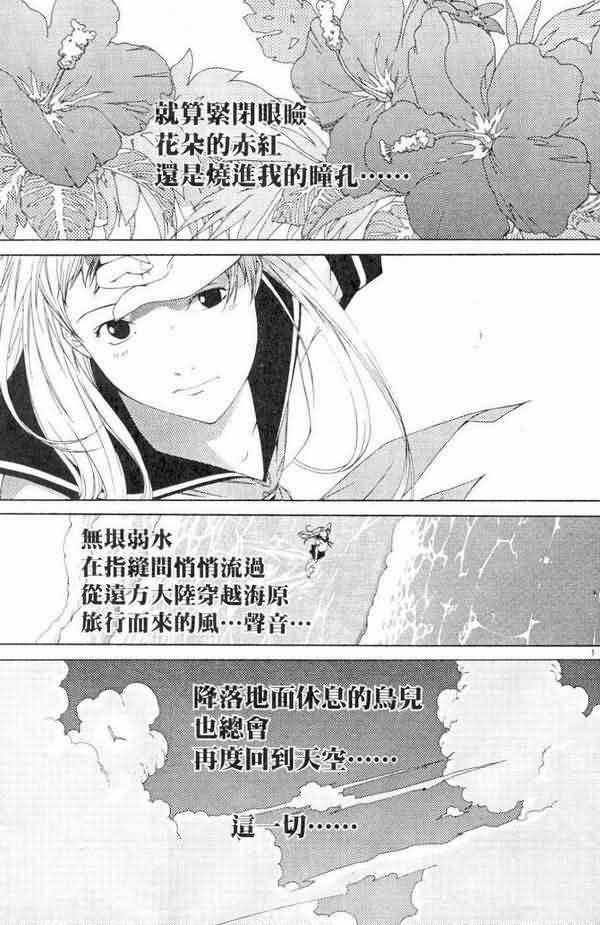 就算緊閉眼瞼
花朵的赤紅
還是燒進我的瞳孔……
無垠弱水
在指縫間悄悄流過
從遠方大陸穿越海原
旅行而來的風…聲音…
1
降落地面休息的鳥兒
也總會
再度回到天空……
這一切……